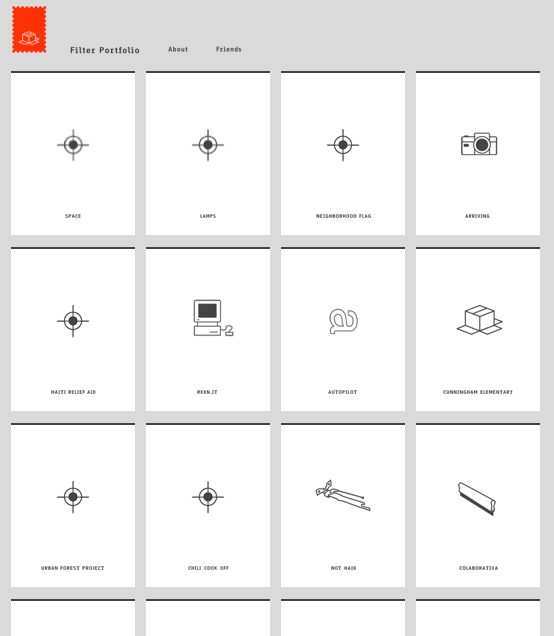 Filter Portfolio
About
Friends
SPACE
LAMPS
NEIGHBORHOOD FLAG
ARRIVING
HAITI RELIEF AID
REKN.IT
AUTOPILOT
CUNNINGHAM ELEMENTARY
URBAN FOREST PROJECT
CHILI COOK OFF
NOT HAIK
COLABORATIVA